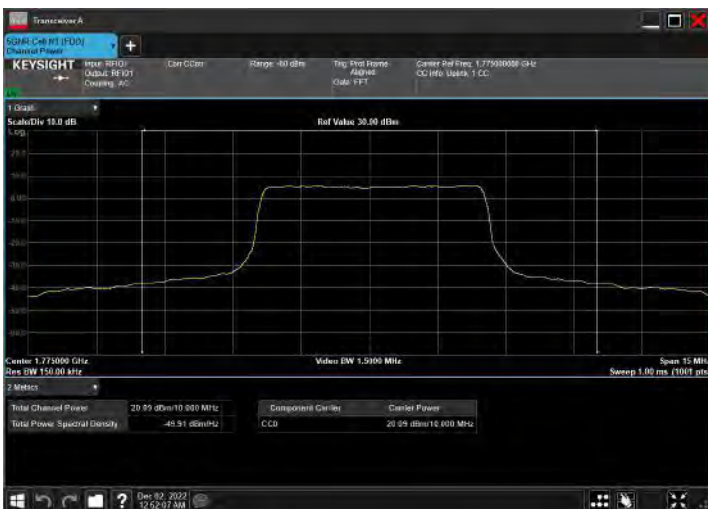 Transceiver A
5GNR Cell #1 (FDD)
Channel Power
+
KEYSIGHT
Input: RFIO1
Output: RFIO1
Coupling: AC
Corr CCorr
Trig: Prot Frame
Aligned
Gate: FFT
Carrier Ref Freq: 1.775000000 GHz
CC Info: Uplink, 1 CC
1 Graph
Scale/Div 10.0 dB
Ref Value 30.00 dBm
Log
Center 1.775000 GHz
Video BW 1.5000 MHz
Span 15 MHz
Res BW 150.00 kHz
Sweep 1.00 ms (1001 pts
2 Metrics
Total Channel Power
20.09 dBm/10.000 MHz
Total Power Spectral Density
-49.91 dBm/Hz
Component Carrier
Carrier Power
CC0
20.09 dBm/10.000 MHz
?
Dec 02, 2022
12:52:07 AM